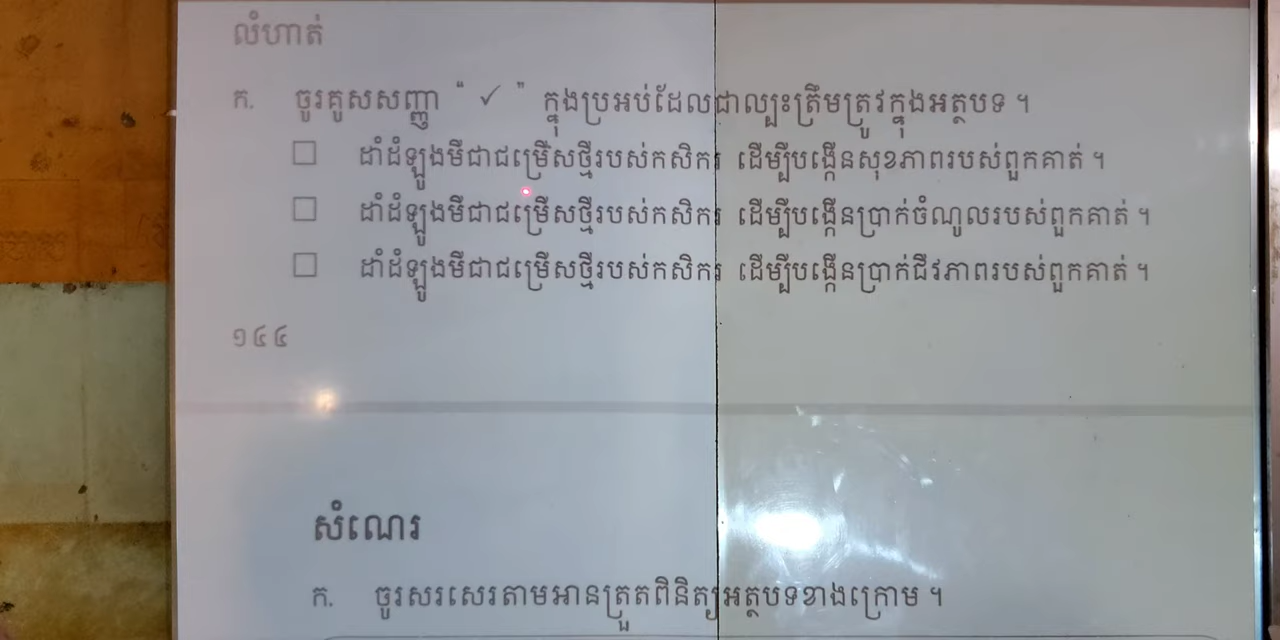 លំហាត់
ក. ចូរគូសសញ្ញា “ ✓ ” ក្នុងប្រអប់ដែលជាល្បះត្រឹមត្រូវក្នុងអត្ថបទ ។
☐ ដាំដំឡូងមីជាជម្រើសថ្មីរបស់កសិករ ដើម្បីបង្កើនសុខភាពរបស់ពួកគាត់ ។
☐ ដាំដំឡូងមីជាជម្រើសថ្មីរបស់កសិករ ដើម្បីបង្កើនប្រាក់ចំណូលរបស់ពួកគាត់ ។
☐ ដាំដំឡូងមីជាជម្រើសថ្មីរបស់កសិករ ដើម្បីបង្កើនប្រាក់ជីវភាពរបស់ពួកគាត់ ។
១៤៤
សំណេរ
ក. ចូរសរសេរតាមអានត្រួតពិនិត្យអត្ថបទខាងក្រោម ។